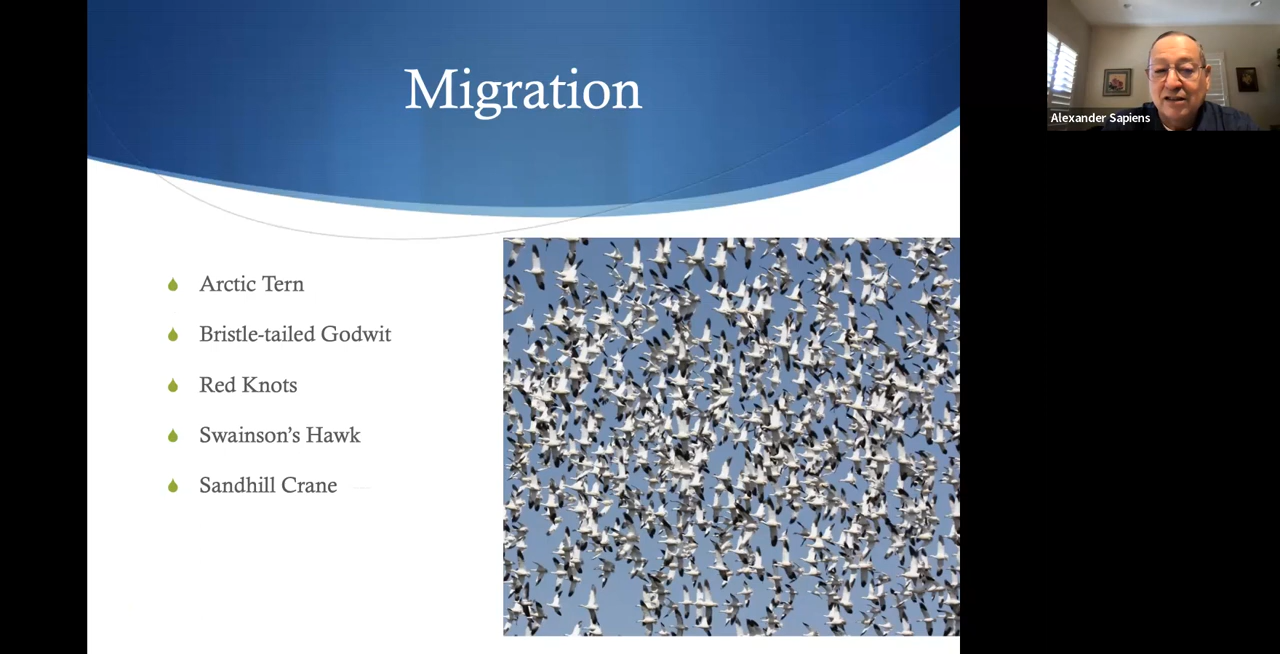 Migration
Alexander Sapiens
Arctic Tern
Bristle-tailed Godwit
Red Knots
Swainson’s Hawk
Sandhill Crane